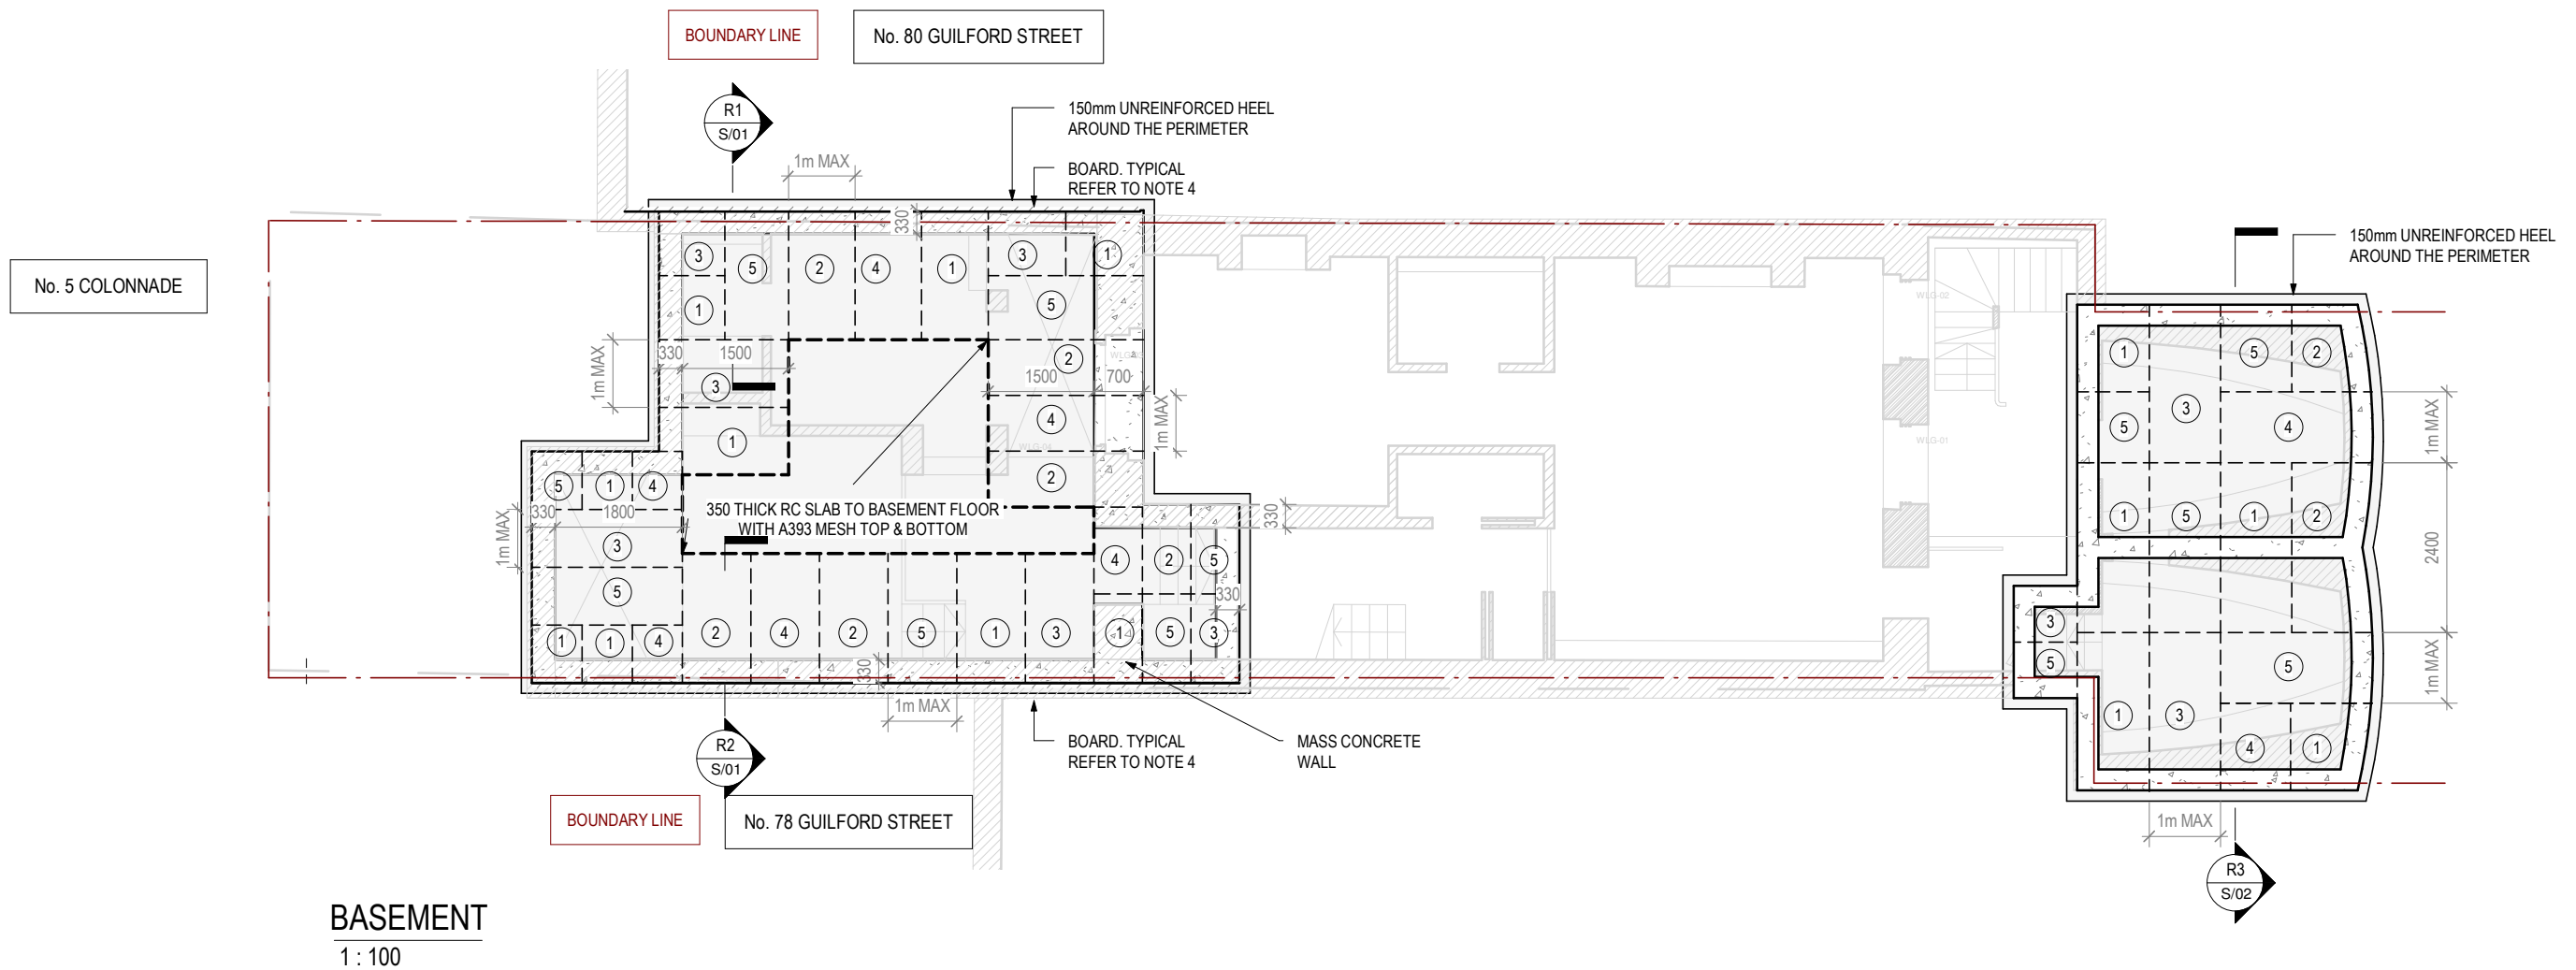 BOUNDARY LINE
No. 80 GUILFORD STREET
R1
S/01
150mm UNREINFORCED HEEL
AROUND THE PERIMETER
1m MAX
BOARD. TYPICAL
REFER TO NOTE 4
330
150mm UNREINFORCED HEEL
AROUND THE PERIMETER
No. 5 COLONNADE
3
5
2
4
1
3
1
1
5
WLG-02
330
1500
1m MAX
3
2
1500
700
1
4
1m MAX
2
WLG-04
WLG-01
1
5
2
3
5
4
1m MAX
1
5
1
2
2400
5
1
4
330
1800
1m MAX
350 THICK RC SLAB TO BASEMENT FLOOR
WITH A393 MESH TOP & BOTTOM
330
3
5
4
2
5
330
1
1
4
2
4
2
5
1
3
1
5
3
330
3
5
5
1m MAX
1
3
4
1
1m MAX
1m MAX
R2
S/01
BOARD. TYPICAL
REFER TO NOTE 4
MASS CONCRETE
WALL
BOUNDARY LINE
No. 78 GUILFORD STREET
R3
S/02
BASEMENT
1 : 100